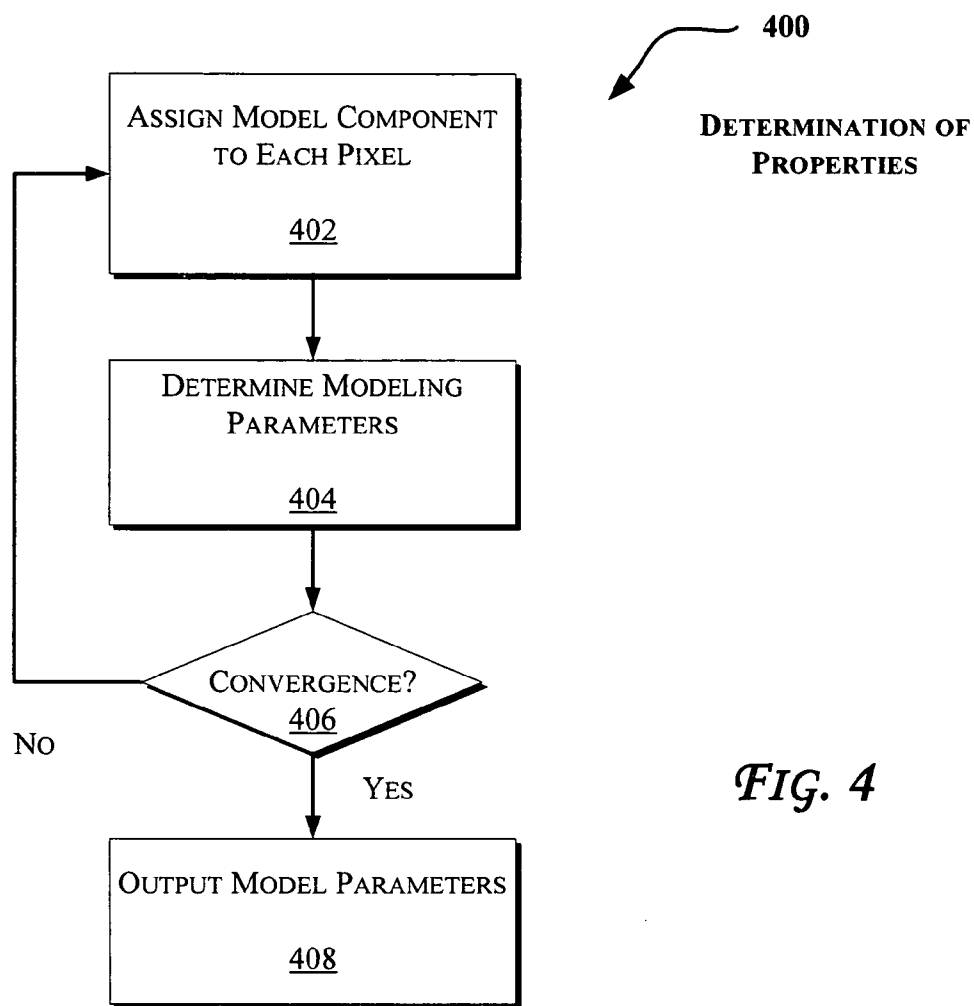 400
DETERMINATION OF
PROPERTIES
ASSIGN MODEL COMPONENT
TO EACH PIXEL
402
DETERMINE MODELING
PARAMETERS
404
CONVERGENCE?
406
NO
YES
OUTPUT MODEL PARAMETERS
408
FIG. 4